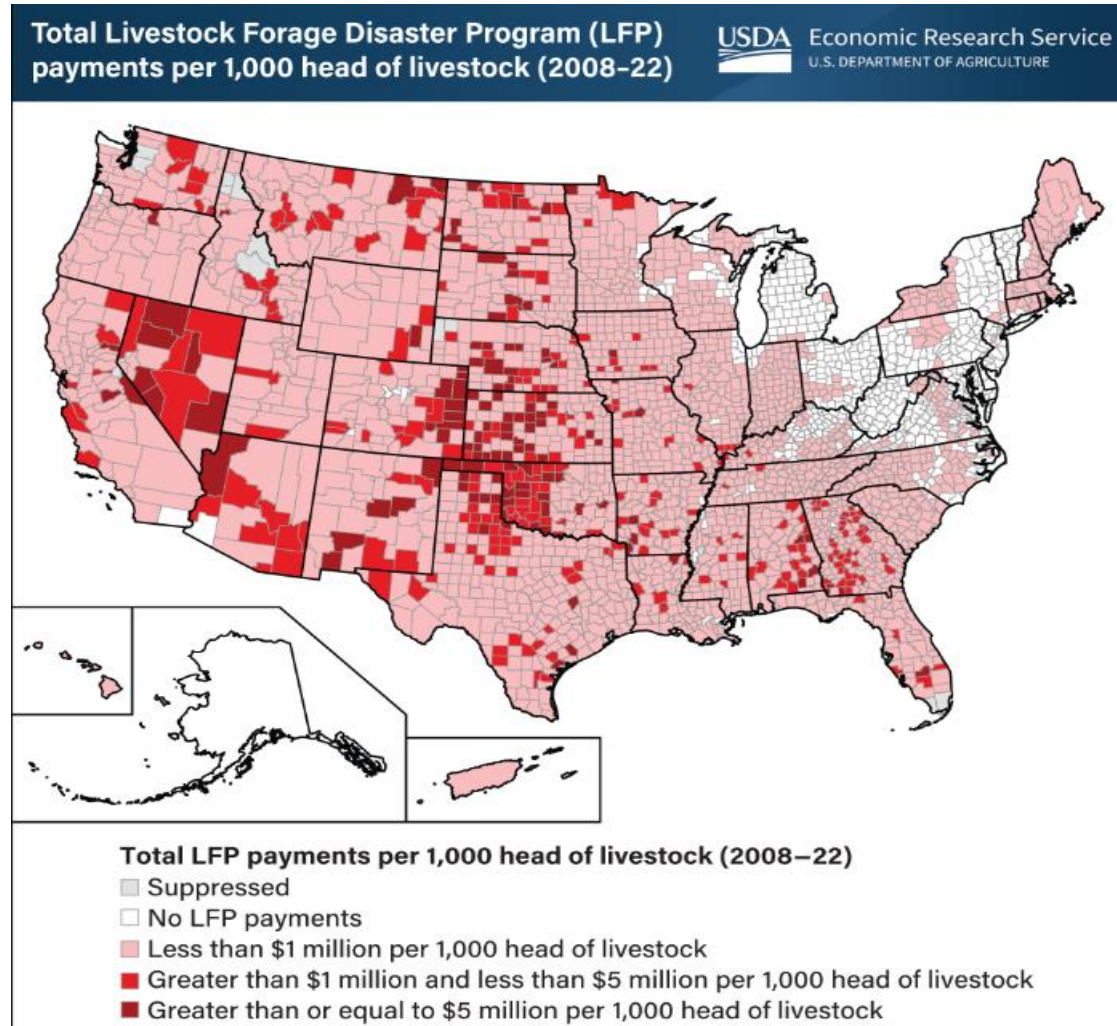 Total Livestock Forage Disaster Program (LFP)
payments per 1,000 head of livestock (2008–22)
USDA
Economic Research Service
U.S. DEPARTMENT OF AGRICULTURE
Total LFP payments per 1,000 head of livestock (2008–22)
Suppressed
No LFP payments
Less than $1 million per 1,000 head of livestock
Greater than $1 million and less than $5 million per 1,000 head of livestock
Greater than or equal to $5 million per 1,000 head of livestock